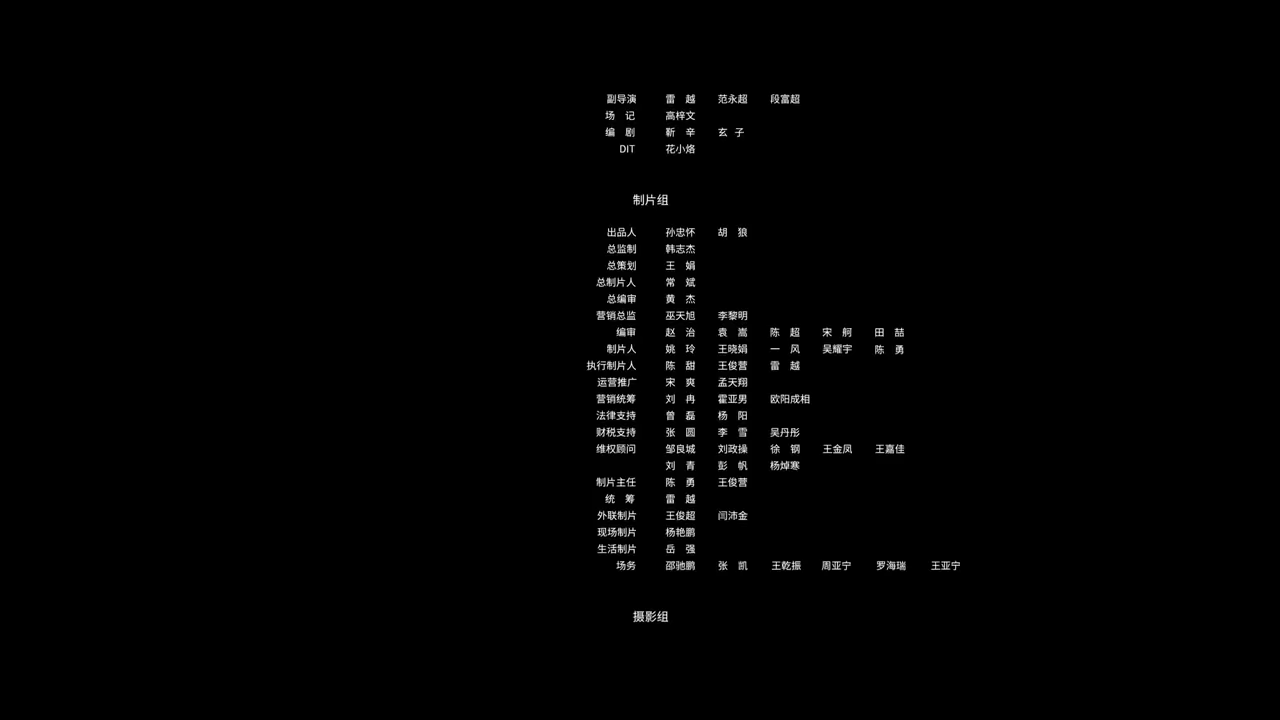 副导演 雷 越 范永超 段富超
场 记 高梓文
编 剧 靳 辛 玄 子
DIT 花小烙
制片组
出品人 孙忠怀 胡 狼
总监制 韩志杰
总策划 王 娟
总制片人 常 斌
总编审 黄 杰
营销总监 巫天旭 李黎明
编审 赵 治 袁 嵩 陈 超 宋 舸 田 喆
制片人 姚 玲 王晓娟 一 风 吴耀宇 陈 勇
执行制片人 陈 甜 王俊营 雷 越
运营推广 宋 爽 孟天翔
营销统筹 刘 冉 霍亚男 欧阳成相
法律支持 曾 磊 杨 阳
财税支持 张 圆 李 雪 吴丹彤
维权顾问 邹良城 刘政操 徐 钢 王金凤 王嘉佳
刘 青 彭 帆 杨焯寒
制片主任 陈 勇 王俊营
统 筹 雷 越
外联制片 王俊超 闫沛金
现场制片 杨艳鹏
生活制片 岳 强
场务 邵驰鹏 张 凯 王乾振 周亚宁 罗海瑞 王亚宁
摄影组